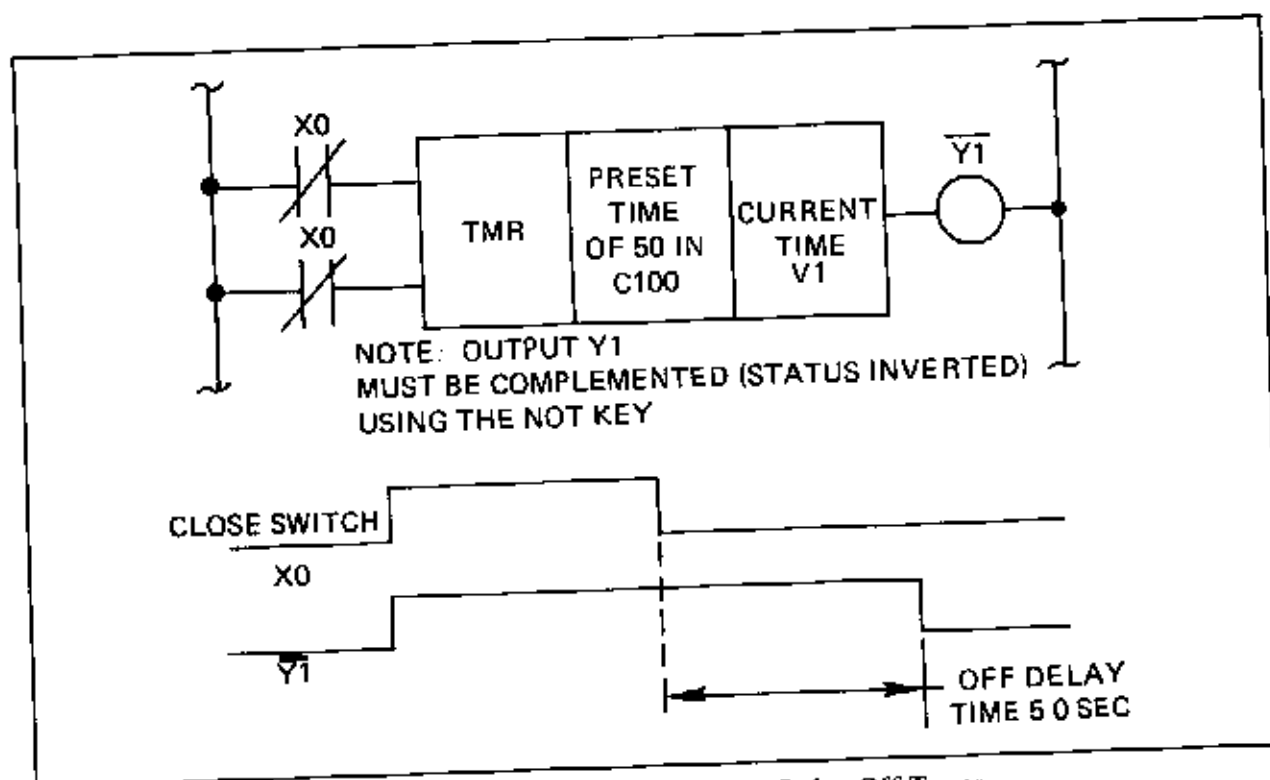 X0
X0
TMR
PRESET
TIME
OF 50 IN
C100
CURRENT
TIME
V1
Y1
NOTE: OUTPUT Y1
MUST BE COMPLEMENTED (STATUS INVERTED)
USING THE NOT KEY
CLOSE SWITCH
X0
Y1
OFF DELAY
TIME 5 0 SEC